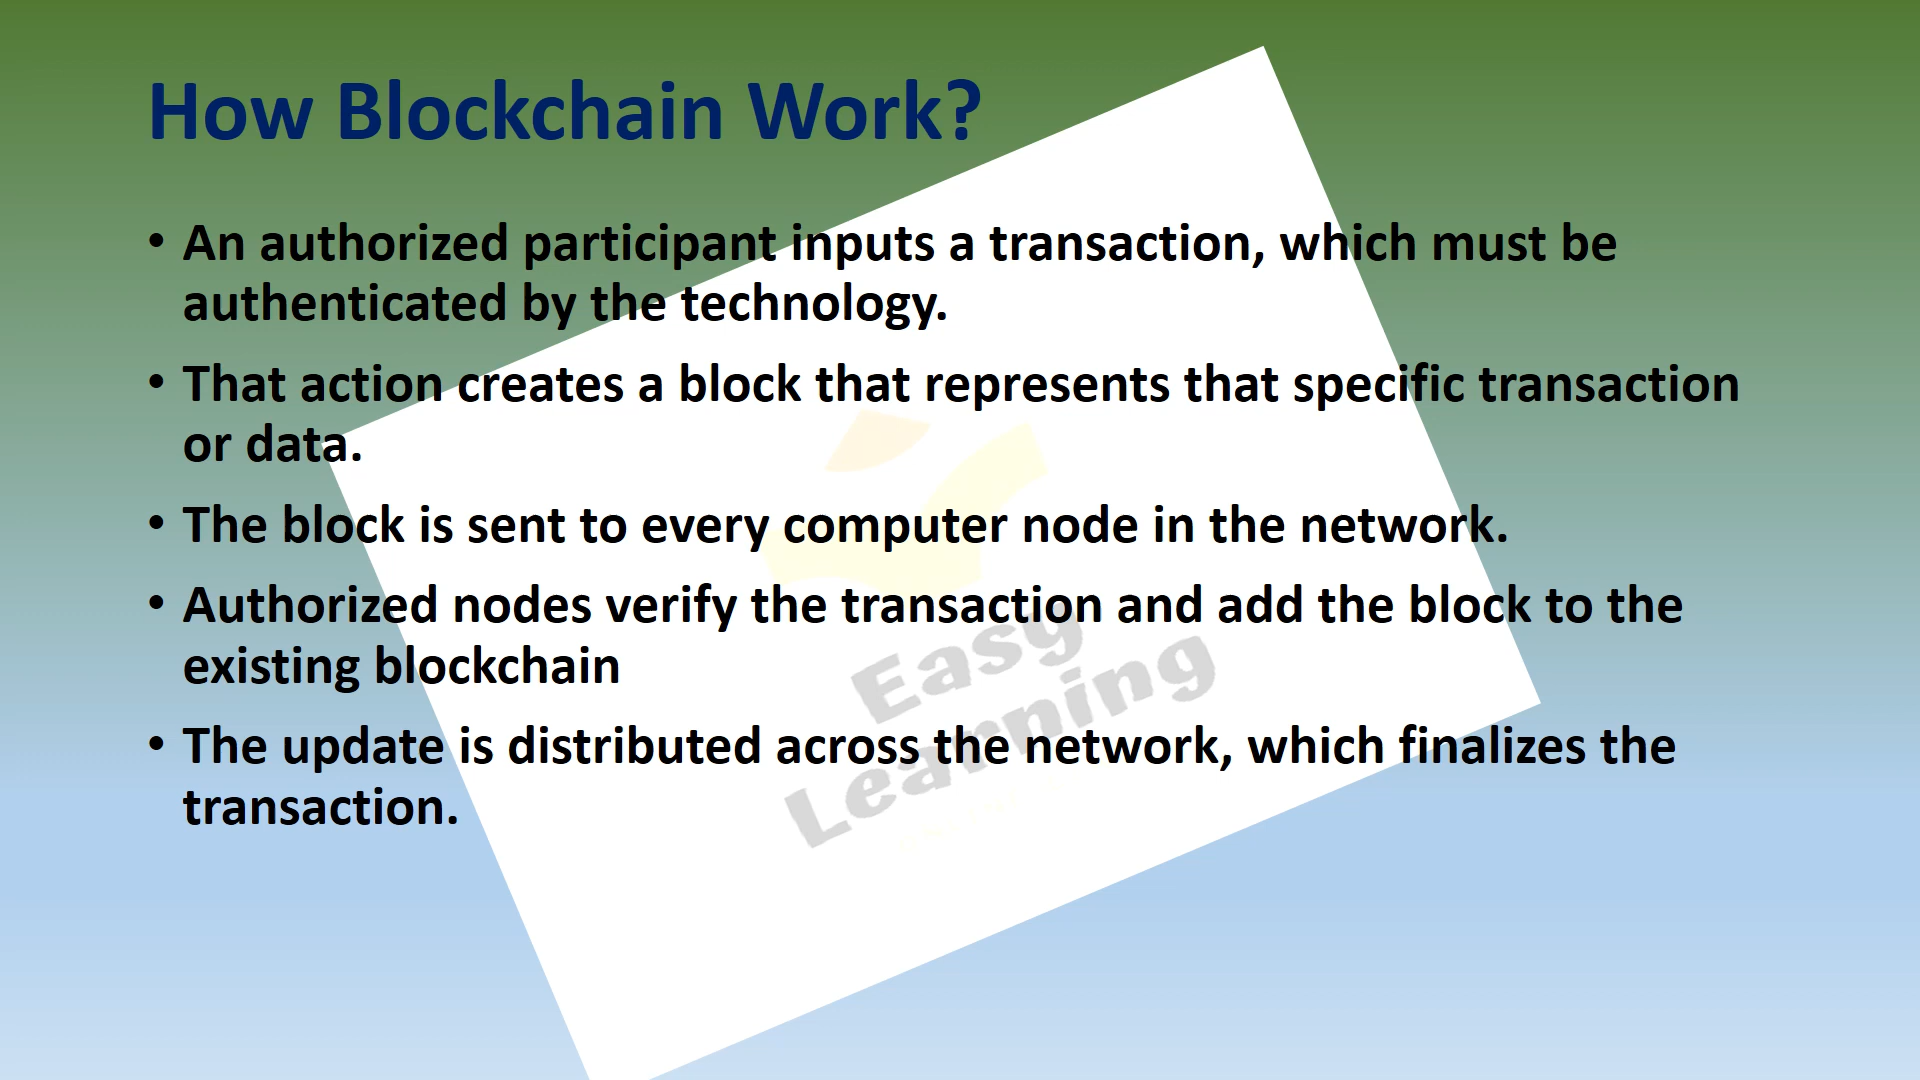 How Blockchain Work?
• An authorized participant inputs a transaction, which must be
authenticated by the technology.
• That action creates a block that represents that specific transaction
or data.
• The block is sent to every computer node in the network.
• Authorized nodes verify the transaction and add the block to the
existing blockchain
• The update is distributed across the network, which finalizes the
transaction.
Easy
Learning